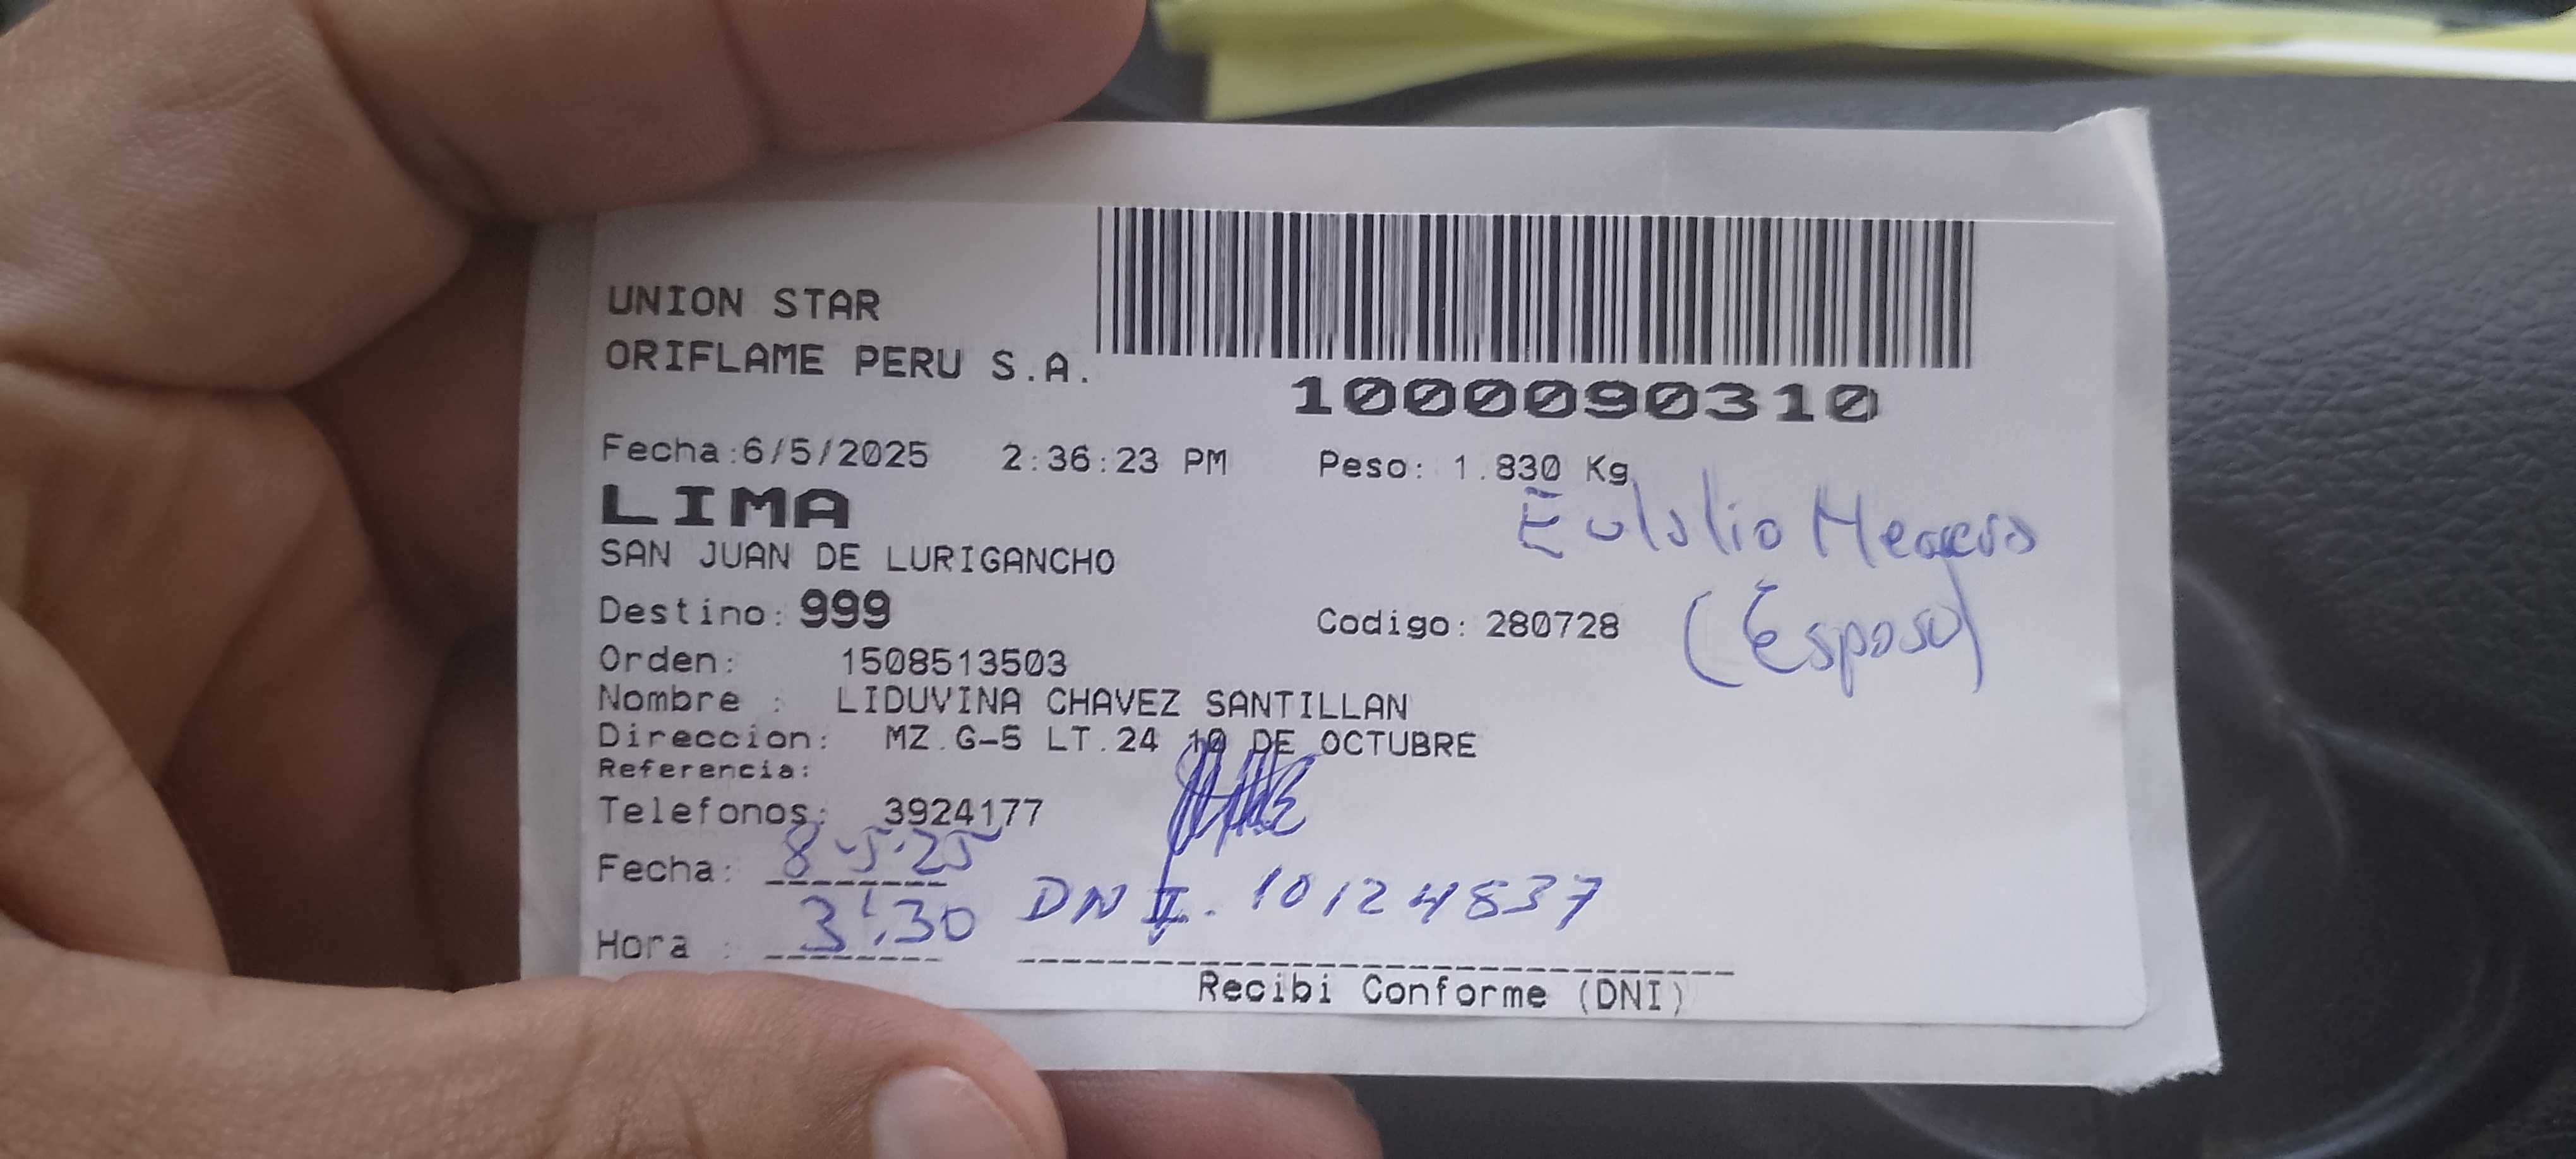 UNION STAR
ORIFLAME PERU S.A.
1000090310
Fecha:6/5/2025 2:36:23 PM Peso: 1.830 Kg
LIMA
Eulalio
SAN JUAN DE LURIGANCHO
(Esposo)
Destino: 999 Codigo: 280728
Orden: 1508513503
Nombre : LIDUVINA CHAVEZ SANTILLAN
Direccion: MZ.G-5 LT.24 10 DE OCTUBRE
Referencia:
Telefonos: 3924177
Fecha: 8-5-25
Hora : 3:30 DNI. 10124837
Recibi Conforme (DNI)